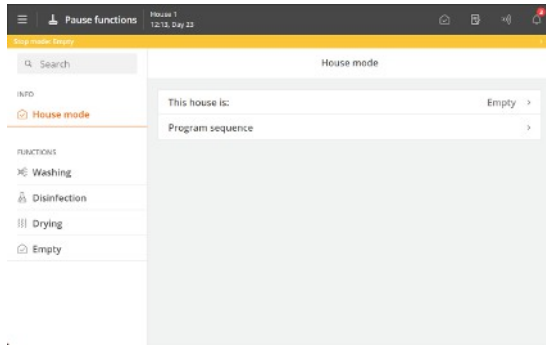 Pause functions
House 1
12:13, Day 23
Stop mode: Empty
Search
House mode
INFO
House mode
This house is:
Empty
Program sequence
FUNCTIONS
Washing
Disinfection
Drying
Empty